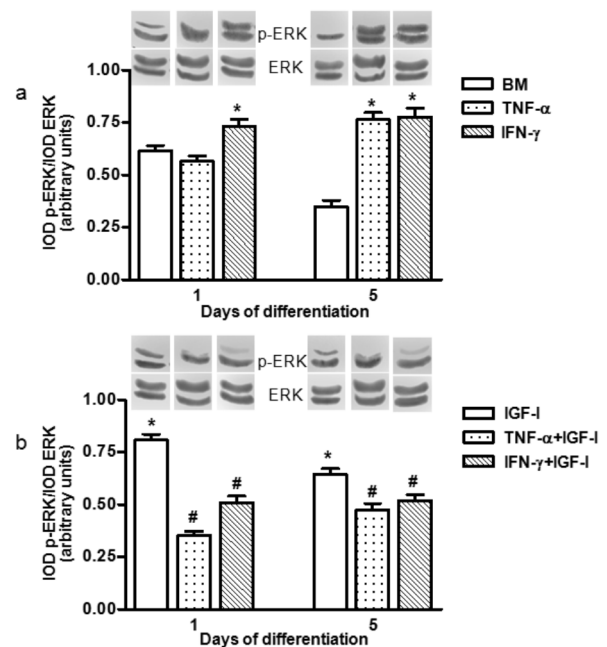 p-ERK
ERK
a
1.00
0.75
0.50
0.25
0.00
IOD p-ERK/IOD ERK
(arbitrary units)
*
*
*
1
5
Days of differentiation
BM
TNF-α
IFN-γ
p-ERK
ERK
b
1.00
0.75
0.50
0.25
0.00
IOD p-ERK/IOD ERK
(arbitrary units)
*
#
#
*
#
#
1
5
Days of differentiation
IGF-I
TNF-α+IGF-I
IFN-γ+IGF-I